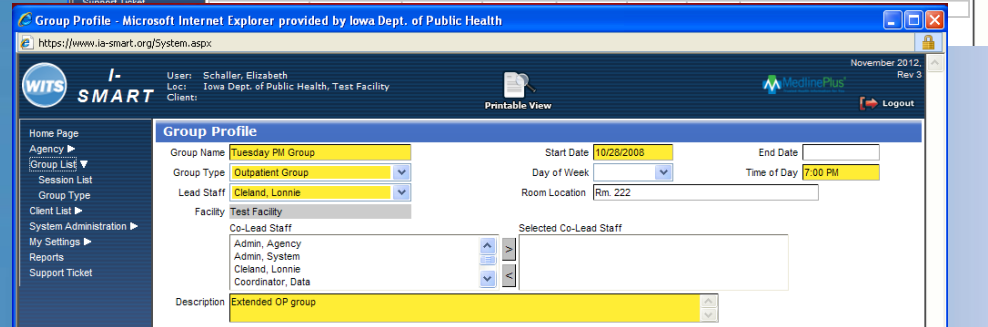 Support Ticket
Group Profile - Microsoft Internet Explorer provided by Iowa Dept. of Public Health
https://www.ia-smart.org/System.aspx
WITS
I-
SMART
User: Schaller, Elizabeth
Loc: Iowa Dept. of Public Health, Test Facility
Client:
Printable View
MedlinePlus
November 2012,
Rev 3
Logout
Home Page
Agency
Group List
Session List
Group Type
Client List
System Administration
My Settings
Reports
Support Ticket
Group Profile
Group Name Tuesday PM Group Start Date 10/28/2008 End Date
Group Type Outpatient Group Day of Week Time of Day 7:00 PM
Lead Staff Cleland, Lonnie Room Location Rm. 222
Facility Test Facility
Co-Lead Staff Selected Co-Lead Staff
Admin, Agency
Admin, System
Cleland, Lonnie
Coordinator, Data
>
<
Description Extended OP group